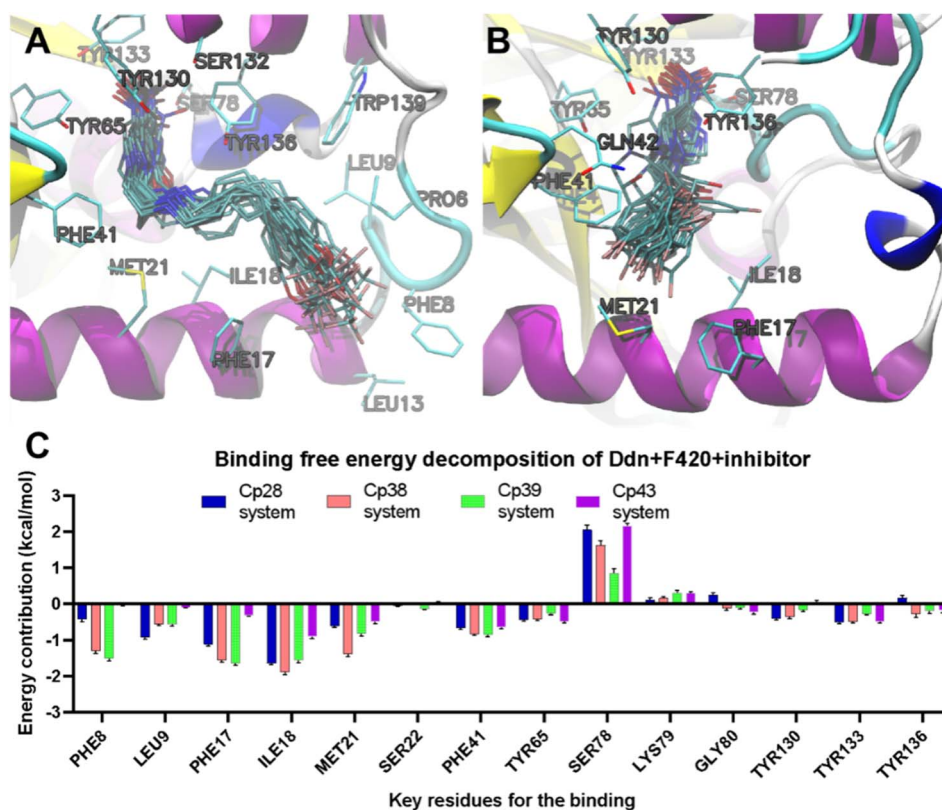 A
TYR133
SER132
TYR130
SER78
TRP139
TYR65
TYR136
LEU9
PRO6
PHE41
MET21
ILE18
PHE8
PHE17
LEU13
B
TYR130
TYR133
SER78
TYR65
TYR136
GLN42
PHE41
ILE18
MET21
PHE17
C
Binding free energy decomposition of Ddn+F420+inhibitor
Cp28 system
Cp38 system
Cp39 system
Cp43 system
Energy contribution (kcal/mol)
3
2
1
0
-1
-2
-3
PHE8
LEU9
PHE17
ILE18
MET21
SER22
PHE41
TYR65
SER78
LYS79
GLY80
TYR130
TYR133
TYR136
Key residues for the binding